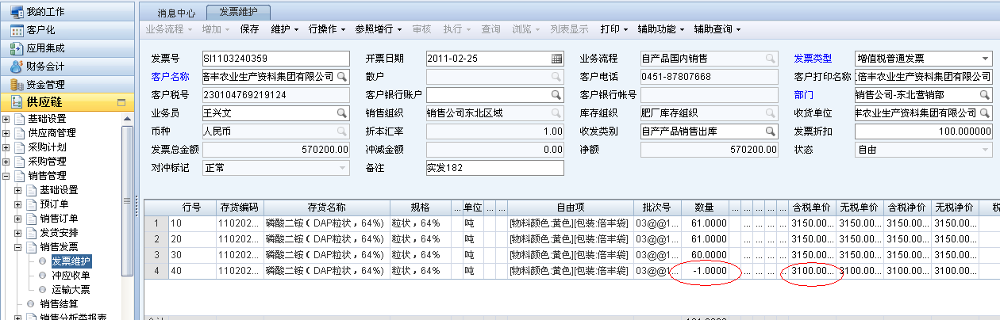 我的工作
客户化
应用集成
财务会计
资金管理
供应链
基础设置
供应商管理
采购计划
采购管理
销售管理
基础设置
预订单
销售订单
发货安排
销售发票
发票维护
冲应收单
运输大票
销售结算
销售分析类报表
消息中心 发票维护
业务流程 增加 保存 维护 行操作 参照增行 审核 执行 查询 浏览 列表显示 打印 辅助功能 辅助查询
发票号 SI1103240359 开票日期 2011-02-25 业务流程 自产品国内销售 发票类型 增值税普通发票
客户名称 倍丰农业生产资料集团有限公司 散户 客户电话 0451-87807668 客户打印名称 倍丰农业生产资料集团有限公司
客户税号 230104769219124 客户银行账户 客户银行帐号 部门 销售公司-东北营销部
业务员 王兴文 销售组织 销售公司东北区域 库存组织 肥厂库存组织 收货单位 丰农业生产资料集团有限公司
币种 人民币 折本汇率 1.00 收发类别 自产产品销售出库 发票折扣 100.000000
发票总金额 570200.00 冲减金额 0.00 净额 570200.00 状态 自由
对冲标记 正常 备注 实发182
行号 存货编码 存货名称 规格 ... 单位 ... ... 自由项 批次号 数量 ... ... ... ... ... 含税单价 无税单价 含税净价 无税净价 税
1 10 110202... 磷酸二铵（DAP粒状，64%） 粒状，64% 吨 [物料颜色:黄色][包装:倍丰袋] 03@@1... 61.0000 ... ... ... ... 3150.00... 3150.00... 3150.00... 3150.00...
2 20 110202... 磷酸二铵（DAP粒状，64%） 粒状，64% 吨 [物料颜色:黄色][包装:倍丰袋] 03@@1... 61.0000 ... ... ... ... 3150.00... 3150.00... 3150.00... 3150.00...
3 30 110202... 磷酸二铵（DAP粒状，64%） 粒状，64% 吨 [物料颜色:黄色][包装:倍丰袋] 03@@1... 60.0000 ... ... ... ... 3150.00... 3150.00... 3150.00... 3150.00...
4 40 110202... 磷酸二铵（DAP粒状，64%） 粒状，64% 吨 [物料颜色:黄色][包装:倍丰袋] 03@@1... -1.0000 ... ... ... ... 3100.00... 3100.00... 3100.00... 3100.00...